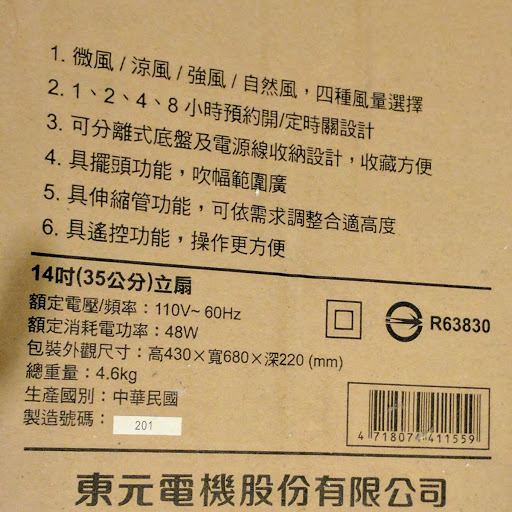 1. 微風 / 涼風 / 強風 / 自然風，四種風量選擇
2. 1、2、4、8 小時預約開/定時關設計
3. 可分離式底盤及電源線收納設計，收藏方便
4. 具擺頭功能，吹幅範圍廣
5. 具伸縮管功能，可依需求調整合適高度
6. 具遙控功能，操作更方便
14吋(35公分)立扇
額定電壓/頻率：110V~ 60Hz
額定消耗電功率：48W
包裝外觀尺寸：高430×寬680×深220 (mm)
總重量：4.6kg
生產國別：中華民國
製造號碼： 201
R63830
4 718074 411559
東元電機股份有限公司